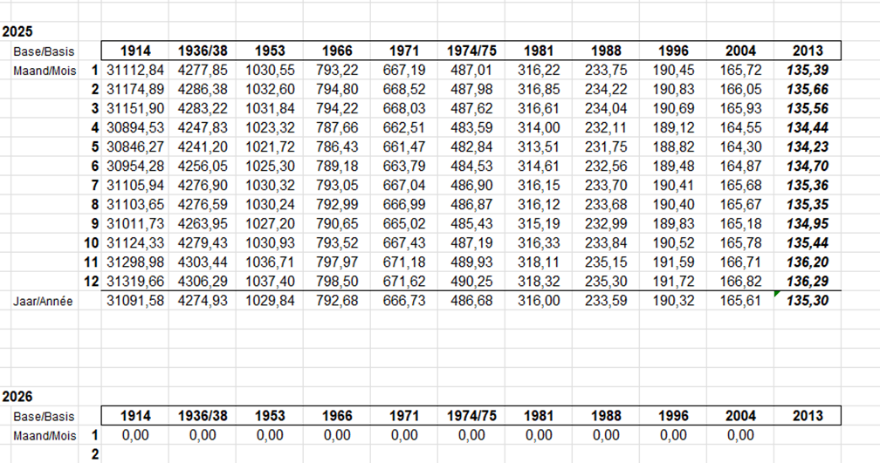 2025
Base/Basis 1914 1936/38 1953 1966 1971 1974/75 1981 1988 1996 2004 2013
Maand/Mois 1 31112,84 4277,85 1030,55 793,22 667,19 487,01 316,22 233,75 190,45 165,72 135,39
2 31174,89 4286,38 1032,60 794,80 668,52 487,98 316,85 234,22 190,83 166,05 135,66
3 31151,90 4283,22 1031,84 794,22 668,03 487,62 316,61 234,04 190,69 165,93 135,56
4 30894,53 4247,83 1023,32 787,66 662,51 483,59 314,00 232,11 189,12 164,55 134,44
5 30846,27 4241,20 1021,72 786,43 661,47 482,84 313,51 231,75 188,82 164,30 134,23
6 30954,28 4256,05 1025,30 789,18 663,79 484,53 314,61 232,56 189,48 164,87 134,70
7 31105,94 4276,90 1030,32 793,05 667,04 486,90 316,15 233,70 190,41 165,68 135,36
8 31103,65 4276,59 1030,24 792,99 666,99 486,87 316,12 233,68 190,40 165,67 135,35
9 31011,73 4263,95 1027,20 790,65 665,02 485,43 315,19 232,99 189,83 165,18 134,95
10 31124,33 4279,43 1030,93 793,52 667,43 487,19 316,33 233,84 190,52 165,78 135,44
11 31298,98 4303,44 1036,71 797,97 671,18 489,93 318,11 235,15 191,59 166,71 136,20
12 31319,66 4306,29 1037,40 798,50 671,62 490,25 318,32 235,30 191,72 166,82 136,29
Jaar/Année 31091,58 4274,93 1029,84 792,68 666,73 486,68 316,00 233,59 190,32 165,61 135,30
2026
Base/Basis 1914 1936/38 1953 1966 1971 1974/75 1981 1988 1996 2004 2013
Maand/Mois 1 0,00 0,00 0,00 0,00 0,00 0,00 0,00 0,00 0,00 0,00
2